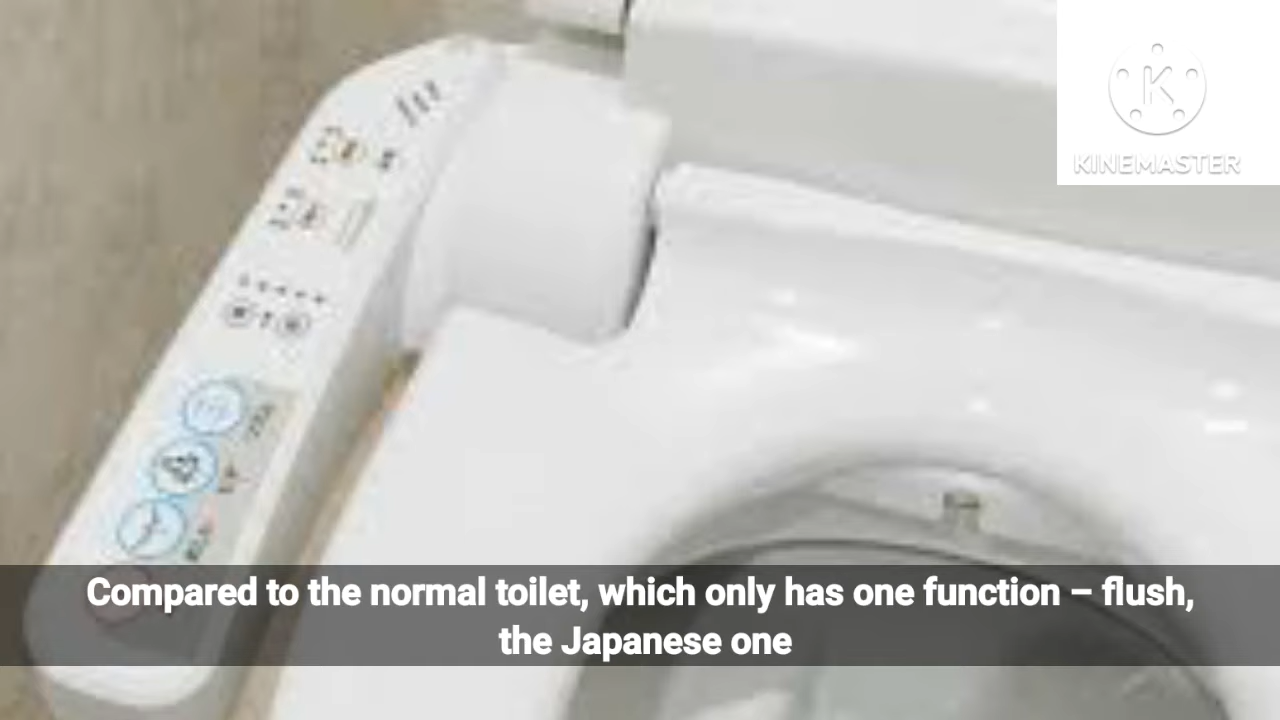 KINEMASTER
Compared to the normal toilet, which only has one function – flush,
the Japanese one